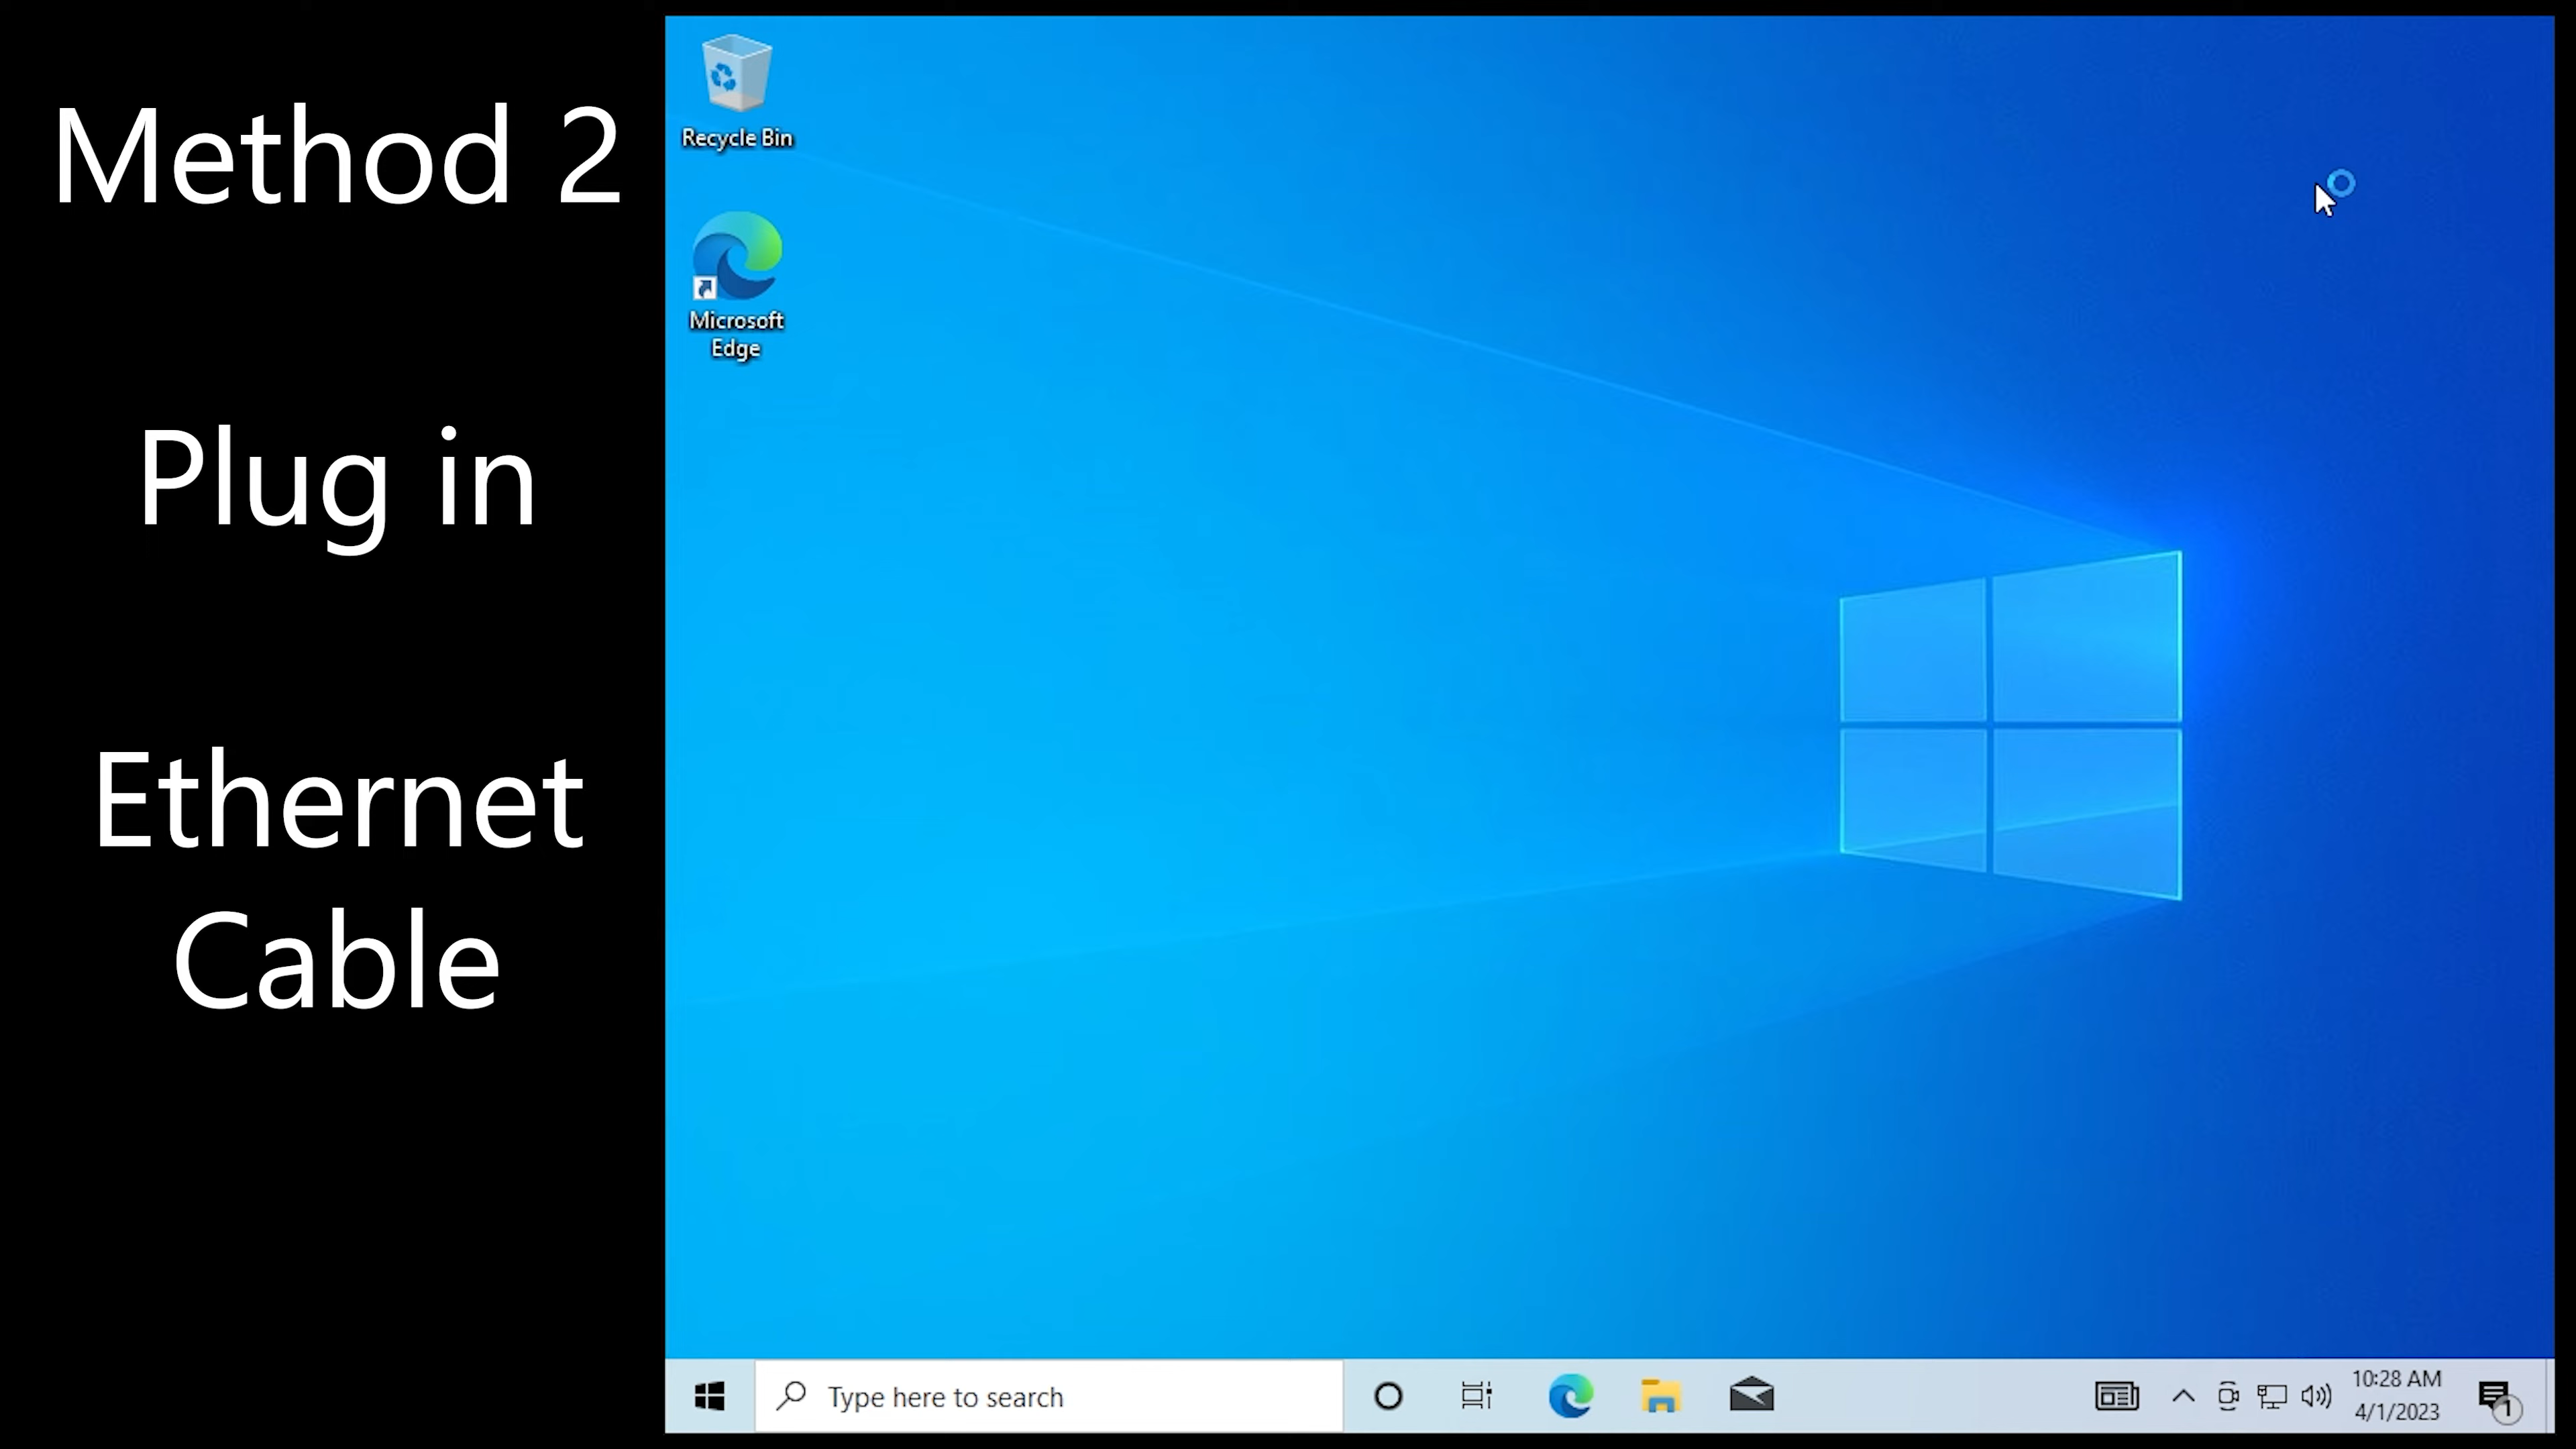 Method 2
Plug in
Ethernet
Cable
Recycle Bin
Microsoft
Edge
Type here to search
10:28 AM
4/1/2023
1